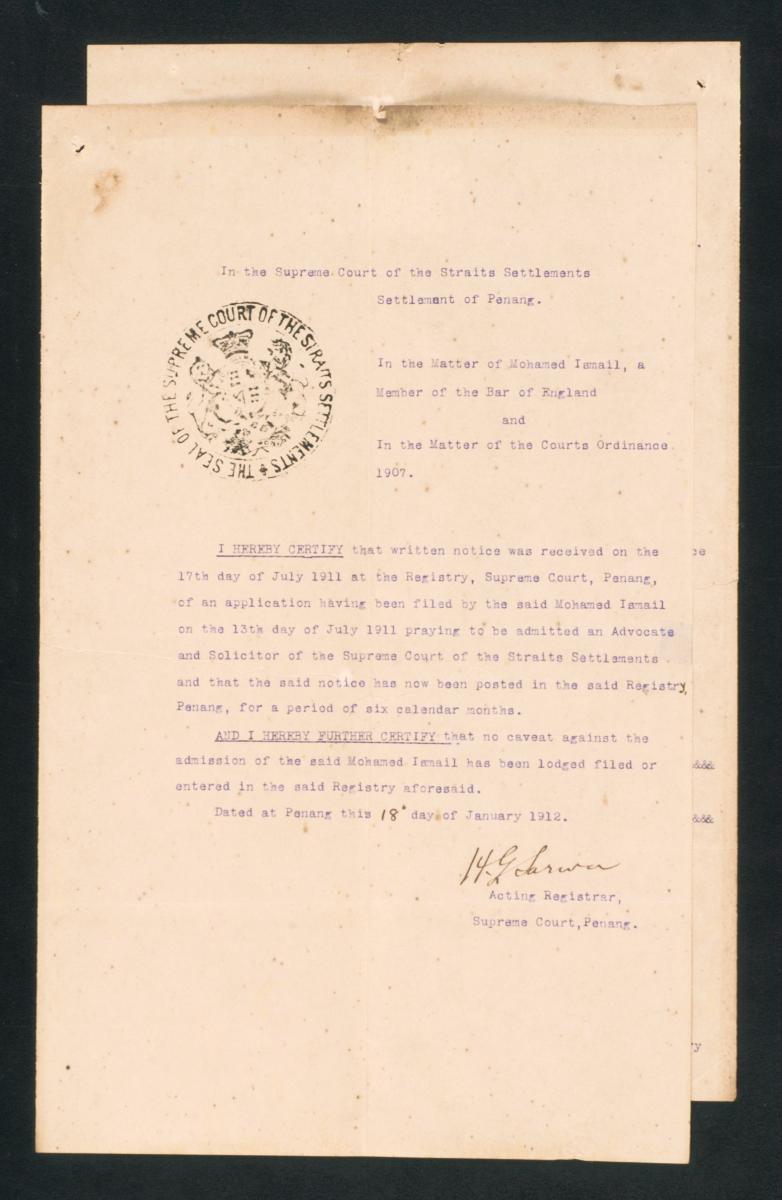 In the Supreme Court of the Straits Settlements
Settlement of Penang.
THE SEAL OF THE SUPREME COURT OF THE STRAITS SETTLEMENTS
In the Matter of Mohamed Ismail, a
Member of the Bar of England
and
In the Matter of the Courts Ordinance
1907.
I HEREBY CERTIFY that written notice was received on the
17th day of July 1911 at the Registry, Supreme Court, Penang,
of an application having been filed by the said Mohamed Ismail
on the 13th day of July 1911 praying to be admitted an Advocate
and Solicitor of the Supreme Court of the Straits Settlements
and that the said notice has now been posted in the said Registry,
Penang, for a period of six calendar months.
AND I HEREBY FURTHER CERTIFY that no caveat against the
admission of the said Mohamed Ismail has been lodged filed or
entered in the said Registry aforesaid.
Dated at Penang this 18 day of January 1912.
H.G.
Acting Registrar,
Supreme Court, Penang.
&&&
&&&